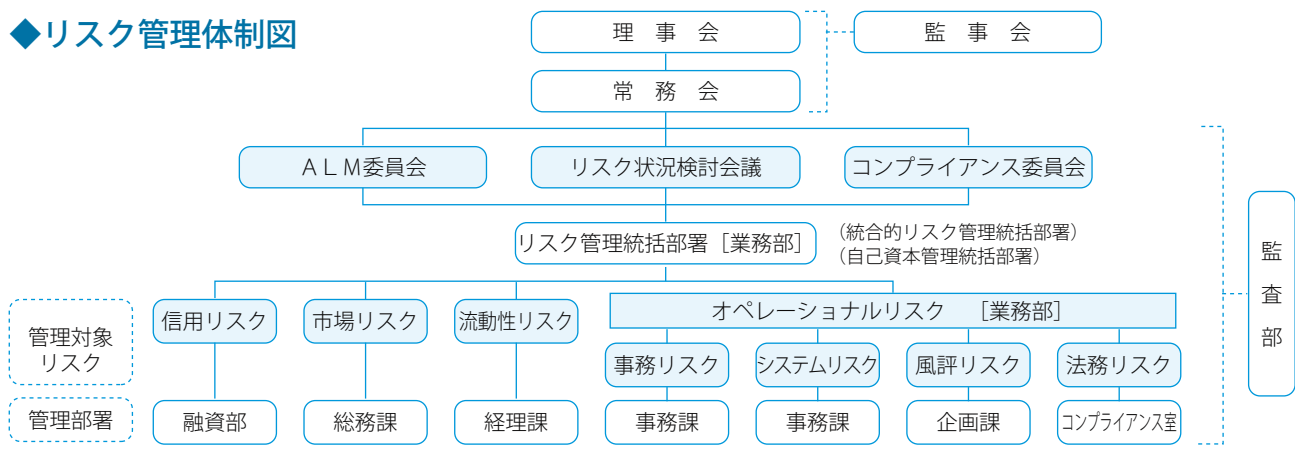 ◆リスク管理体制図
理 事 会
監 事 会
常 務 会
ＡＬＭ委員会
リスク状況検討会議
コンプライアンス委員会
リスク管理統括部署［業務部］
（統合的リスク管理統括部署）
（自己資本管理統括部署）
監査部
管理対象
リスク
信用リスク
市場リスク
流動性リスク
オペレーショナルリスク ［業務部］
事務リスク
システムリスク
風評リスク
法務リスク
管理部署
融資部
総務課
経理課
事務課
事務課
企画課
コンプライアンス室